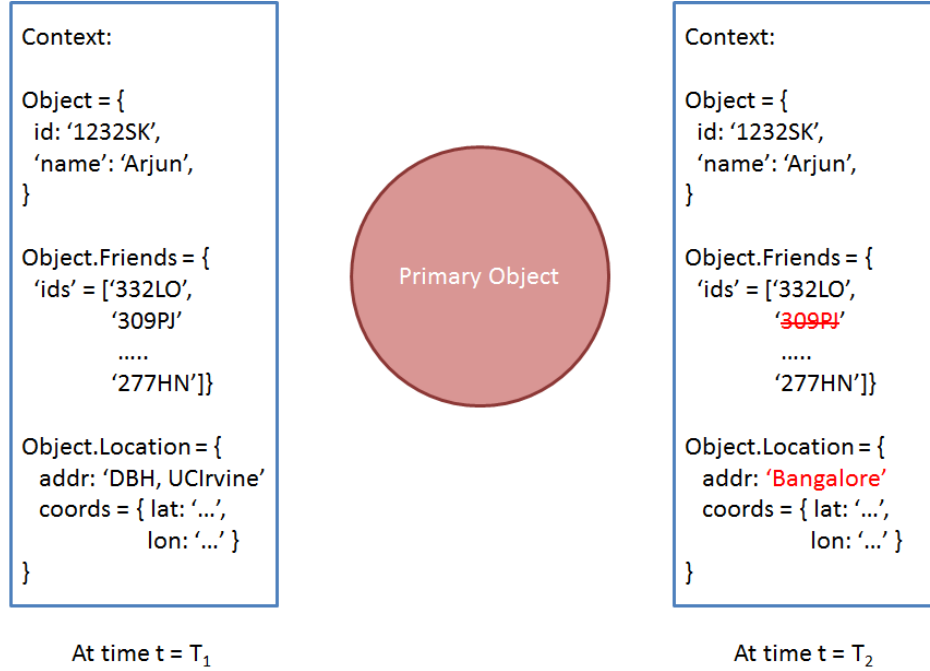 Context:
Object = {
id: ‘1232SK’,
‘name’: ‘Arjun’,
}
Object.Friends = {
‘ids’ = [‘332LO’,
‘309PJ’
.....
‘277HN’]}
Object.Location = {
addr: ‘DBH, UCIrvine’
coords = { lat: ‘...’,
lon: ‘...’ }
}
At time t = T₁
Primary Object
Context:
Object = {
id: ‘1232SK’,
‘name’: ‘Arjun’,
}
Object.Friends = {
‘ids’ = [‘332LO’,
‘309PJ’
.....
‘277HN’]}
Object.Location = {
addr: ‘Bangalore’
coords = { lat: ‘...’,
lon: ‘...’ }
}
At time t = T₂